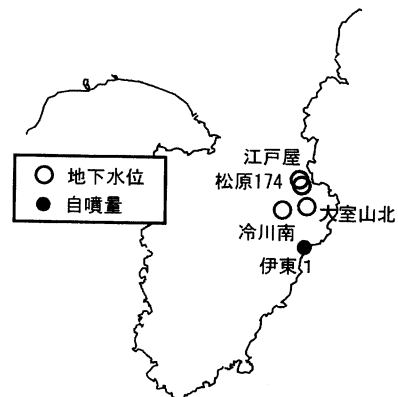 江戸屋
松原174
地下水位
自噴量
大室山北
冷川南
伊東1